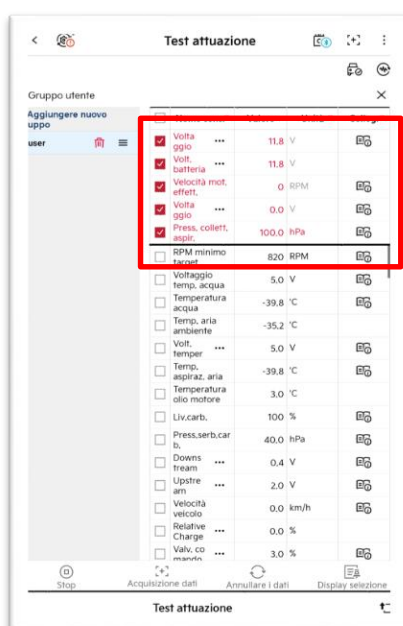 Test attuazione
Gruppo utente
Aggiungere nuovo
uppo
user
Volta
ggio ... 11.8 V
Volt.
batteria ... 11.8 V
Velocità mot.
effett. 0 RPM
Volta
ggio ... 0.0 V
Press. collett.
aspir. 100.0 hPa
RPM minimo
target 820 RPM
Voltaggio
temp. acqua 5.0 V
Temperatura
acqua -39.8 °C
Temp. aria
ambiente -35.2 °C
Volt.
temper ... 5.0 V
Temp.
aspiraz. aria -39.8 °C
Temperatura
olio motore 3.0 °C
Liv.carb. 100 %
Press.serb.car
b. 40.0 hPa
Downs
tream ... 0.4 V
Upstre
am ... 2.0 V
Velocità
veicolo 0.0 km/h
Relative
Charge ... 0.0 %
Valv. co
mando ... 3.0 %
Stop
Acquisizione dati
Annullare i dati
Display selezione
Test attuazione